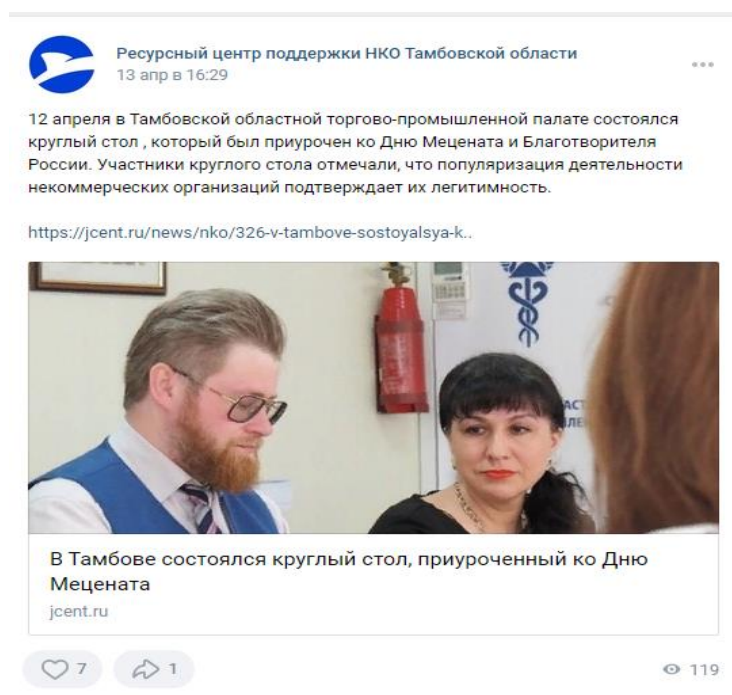 Ресурсный центр поддержки НКО Тамбовской области
13 апр в 16:29
12 апреля в Тамбовской областной торгово-промышленной палате состоялся
круглый стол , который был приурочен ко Дню Мецената и Благотворителя
России. Участники круглого стола отмечали, что популяризация деятельности
некоммерческих организаций подтверждает их легитимность.
https://jcent.ru/news/nko/326-v-tambove-sostoyalsya-k..
В Тамбове состоялся круглый стол, приуроченный ко Дню
Мецената
jcent.ru
7
1
119